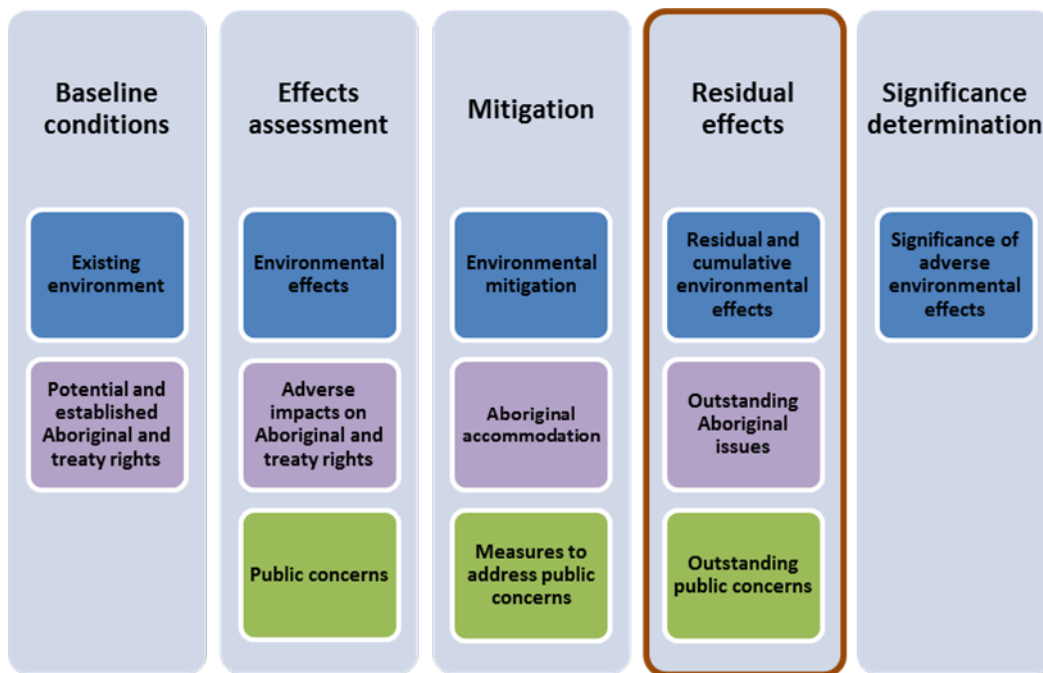 Baseline
conditions
Existing
environment
Potential and
established
Aboriginal and
treaty rights
Effects
assessment
Environmental
effects
Adverse
impacts on
Aboriginal and
treaty rights
Public concerns
Mitigation
Environmental
mitigation
Aboriginal
accommodation
Measures to
address public
concerns
Residual
effects
Residual and
cumulative
environmental
effects
Outstanding
Aboriginal
issues
Outstanding
public concerns
Significance
determination
Significance of
adverse
environmental
effects